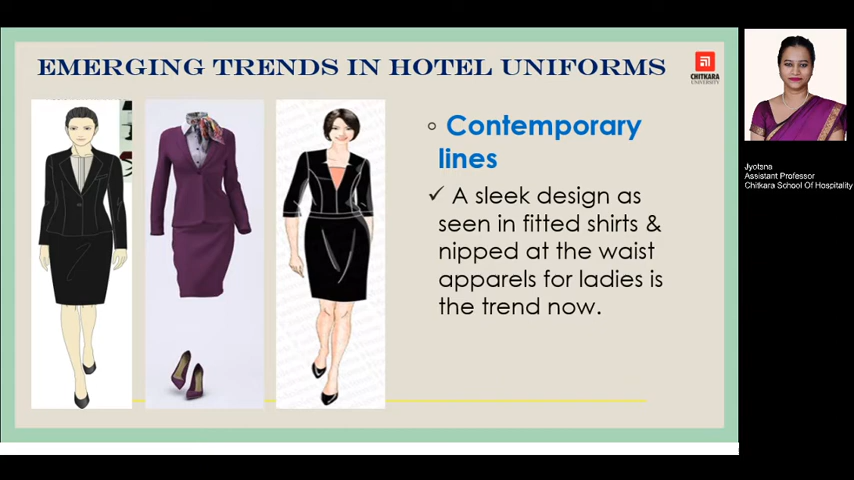 EMERGING TRENDS IN HOTEL UNIFORMS
CHITKARA
UNIVERSITY
Contemporary
lines
✓ A sleek design as
seen in fitted shirts &
nipped at the waist
apparels for ladies is
the trend now.
Jyotsna
Assistant Professor
Chitkara School Of Hospitality